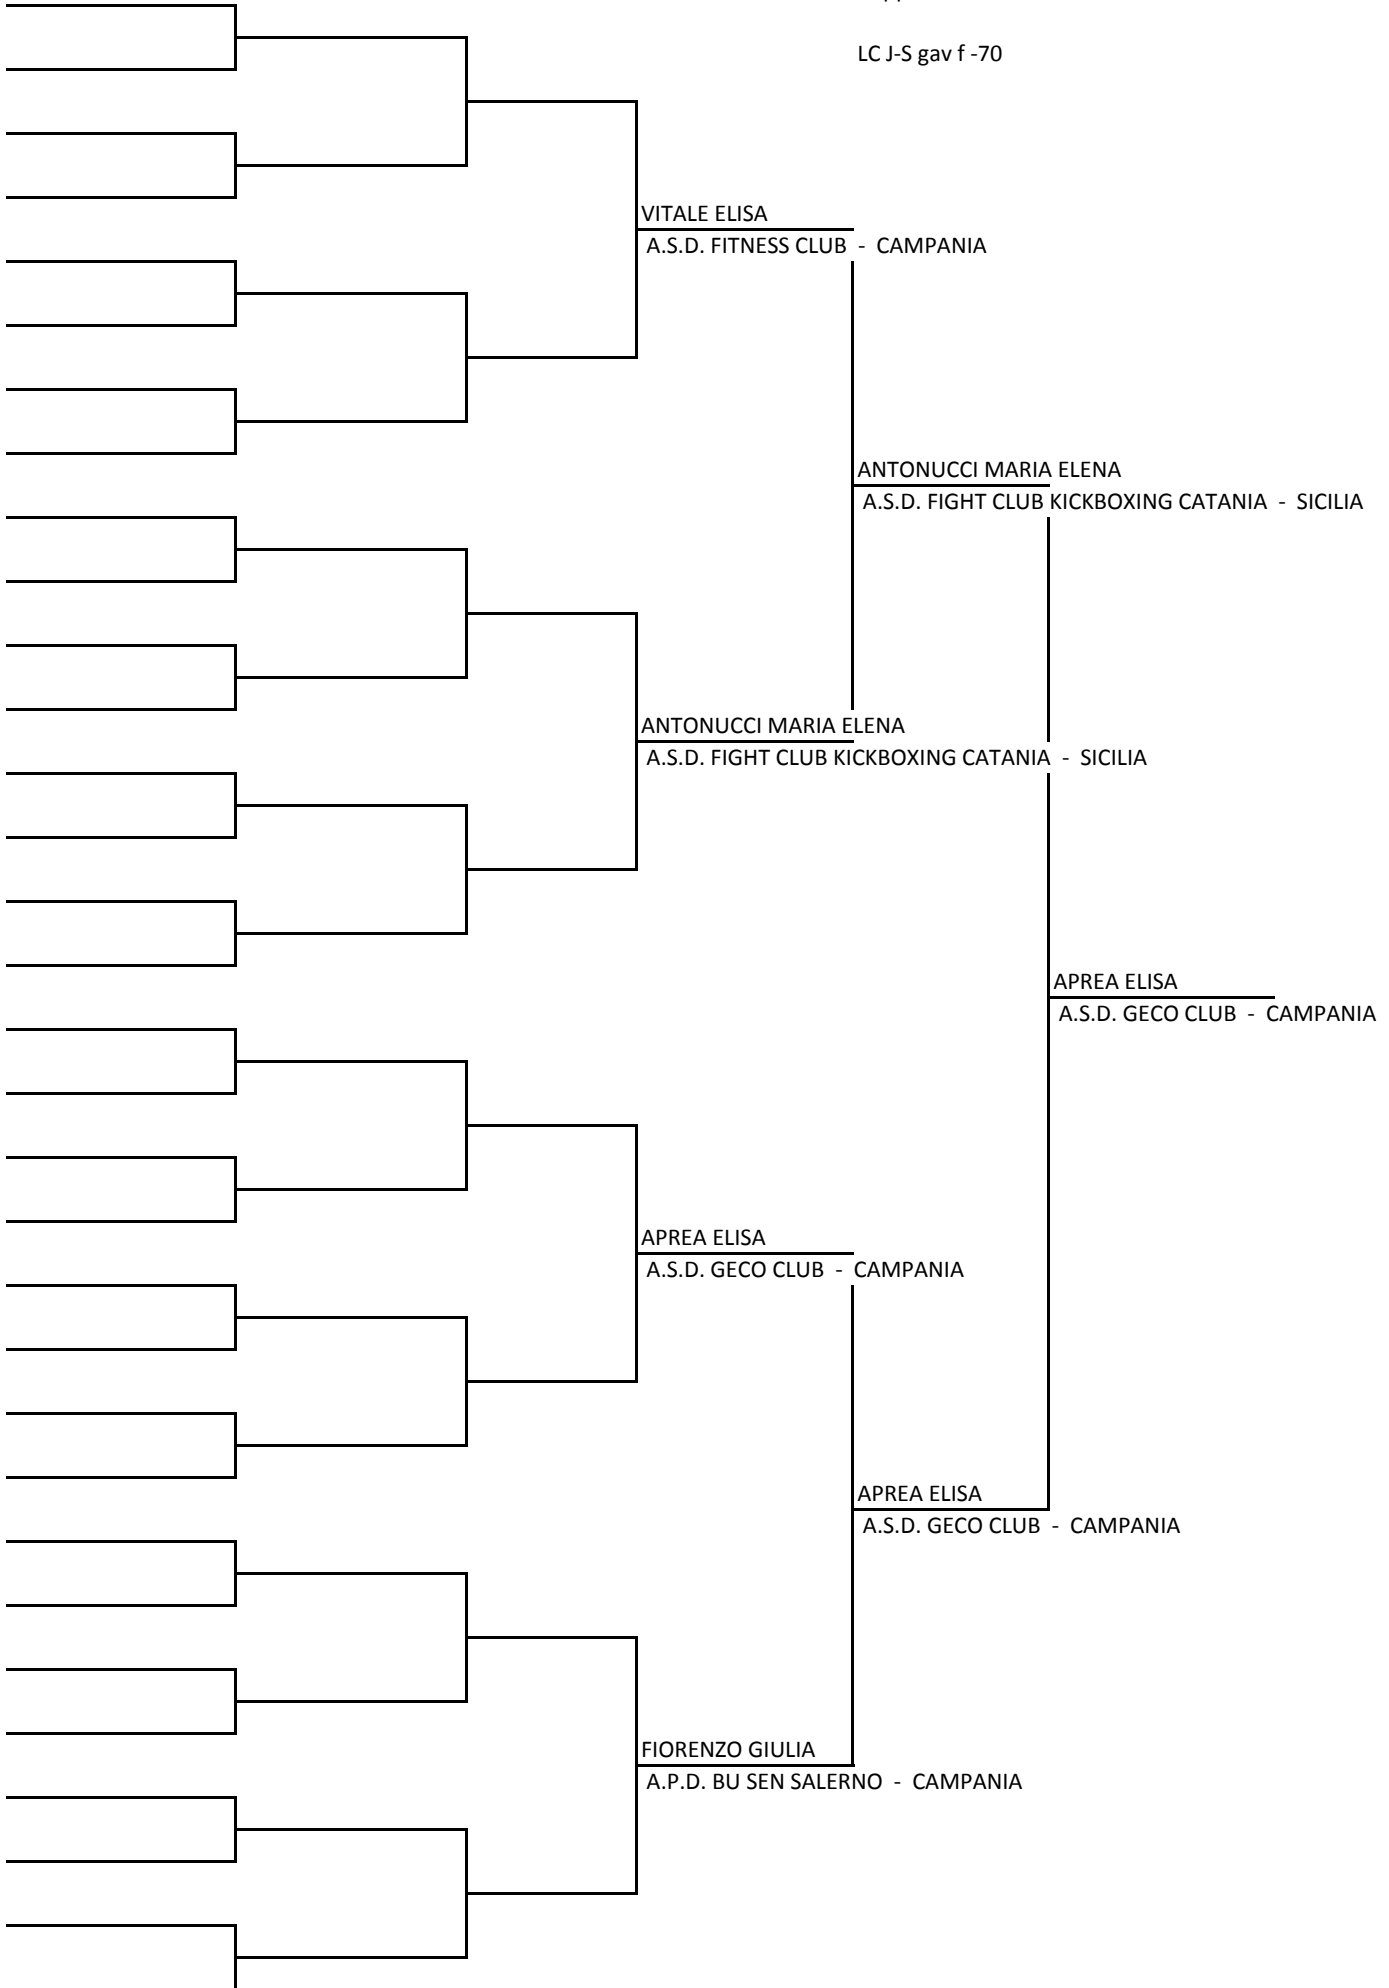 LC J-S gav f -70
VITALE ELISA
A.S.D. FITNESS CLUB - CAMPANIA
ANTONUCCI MARIA ELENA
A.S.D. FIGHT CLUB KICKBOXING CATANIA - SICILIA
ANTONUCCI MARIA ELENA
A.S.D. FIGHT CLUB KICKBOXING CATANIA - SICILIA
APREA ELISA
A.S.D. GECO CLUB - CAMPANIA
APREA ELISA
A.S.D. GECO CLUB - CAMPANIA
APREA ELISA
A.S.D. GECO CLUB - CAMPANIA
FIORENZO GIULIA
A.P.D. BU SEN SALERNO - CAMPANIA